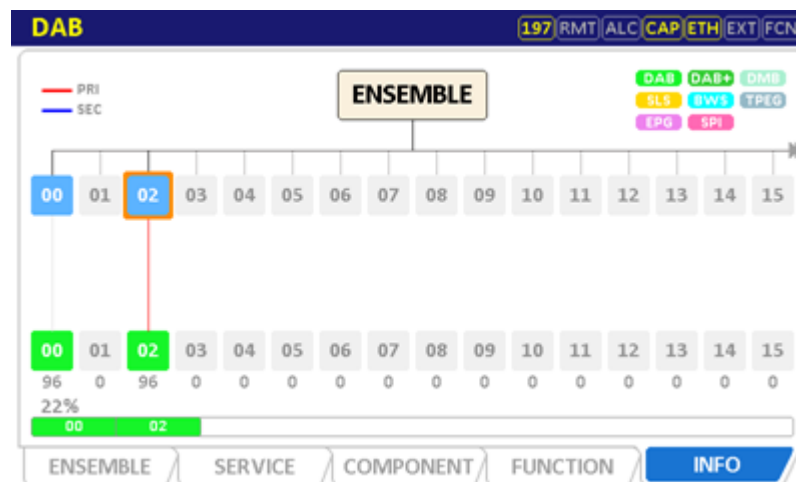 DAB 197 RMT ALC CAP ETH EXT FCN
PRI
SEC
ENSEMBLE
DAB DAB+ DMB
SLS BWS TPEG
EPG SPI
00 01 02 03 04 05 06 07 08 09 10 11 12 13 14 15
00 01 02 03 04 05 06 07 08 09 10 11 12 13 14 15
96 0 96 0 0 0 0 0 0 0 0 0 0 0 0 0
22%
00 02
ENSEMBLE SERVICE COMPONENT FUNCTION INFO